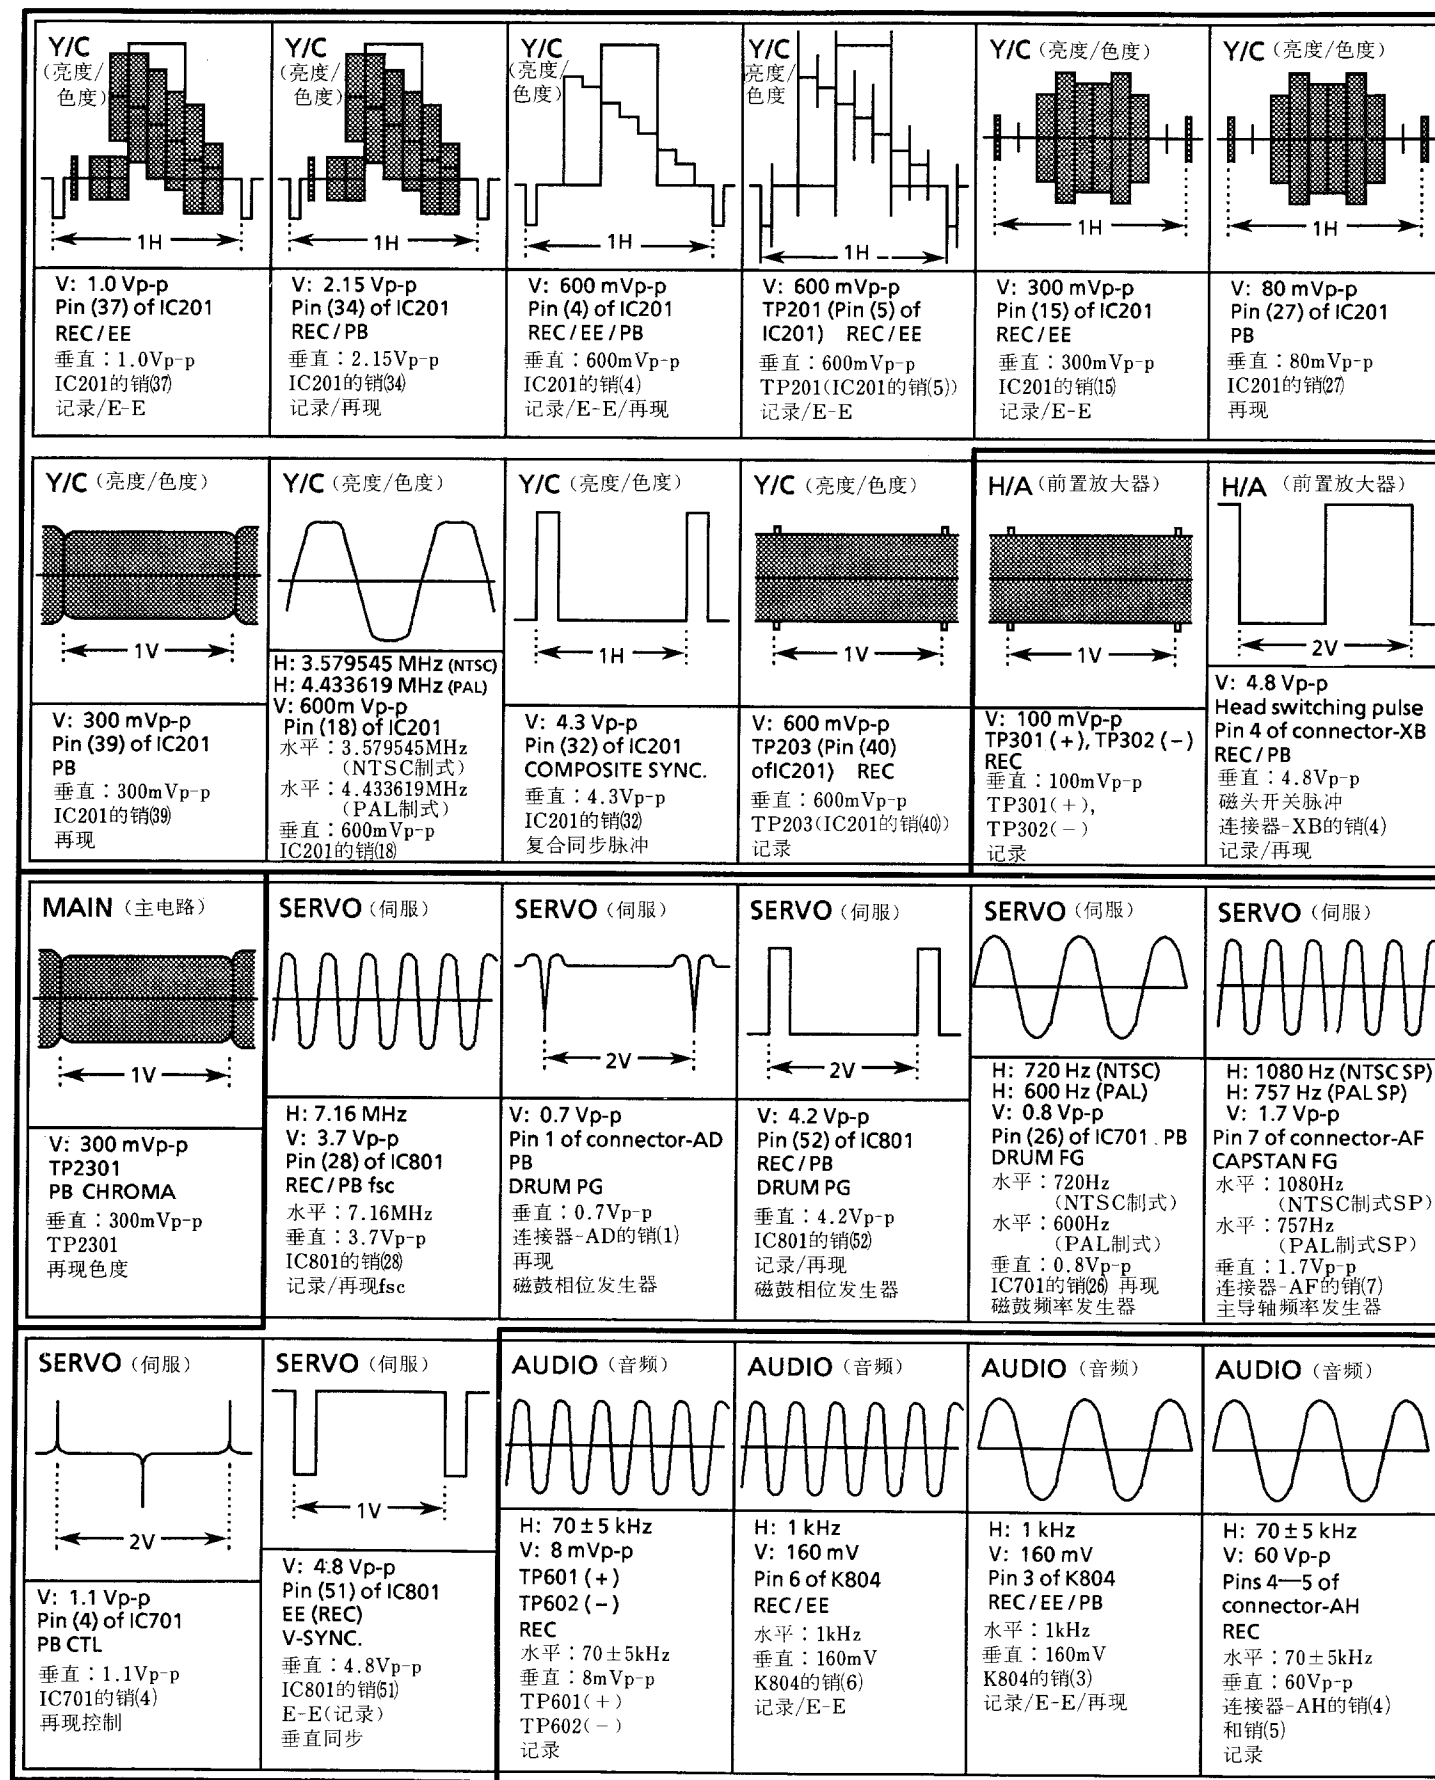 Y/C
(亮度/
色度)
1H
V: 1.0 Vp-p
Pin (37) of IC201
REC/EE
垂直：1.0Vp-p
IC201的销(37)
记录/E-E
Y/C
(亮度/
色度)
1H
V: 2.15 Vp-p
Pin (34) of IC201
REC/PB
垂直：2.15Vp-p
IC201的销(34)
记录/再现
Y/C
(亮度/
色度)
1H
V: 600 mVp-p
Pin (4) of IC201
REC/EE/PB
垂直：600mVp-p
IC201的销(4)
记录/E-E/再现
Y/C
亮度/
色度
1H
V: 600 mVp-p
TP201 (Pin (5) of
IC201) REC/EE
垂直：600mVp-p
TP201(IC201的销(5))
记录/E-E
Y/C (亮度/色度)
1H
V: 300 mVp-p
Pin (15) of IC201
REC/EE
垂直：300mVp-p
IC201的销(15)
记录/E-E
Y/C (亮度/色度)
1H
V: 80 mVp-p
Pin (27) of IC201
PB
垂直：80mVp-p
IC201的销(27)
再现
Y/C (亮度/色度)
1V
V: 300 mVp-p
Pin (39) of IC201
PB
垂直：300mVp-p
IC201的销(39)
再现
Y/C (亮度/色度)
H: 3.579545 MHz (NTSC)
H: 4.433619 MHz (PAL)
V: 600m Vp-p
Pin (18) of IC201
水平：3.579545MHz
(NTSC制式)
水平：4.433619MHz
(PAL制式)
垂直：600mVp-p
IC201的销(18)
Y/C (亮度/色度)
1H
V: 4.3 Vp-p
Pin (32) of IC201
COMPOSITE SYNC.
垂直：4.3Vp-p
IC201的销(32)
复合同步脉冲
Y/C (亮度/色度)
1V
V: 600 mVp-p
TP203 (Pin (40)
ofIC201) REC
垂直：600mVp-p
TP203(IC201的销(40))
记录
H/A (前置放大器)
1V
V: 100 mVp-p
TP301 (+), TP302 (−)
REC
垂直：100mVp-p
TP301(+),
TP302(−)
记录
H/A (前置放大器)
2V
V: 4.8 Vp-p
Head switching pulse
Pin 4 of connector-XB
REC/PB
垂直：4.8Vp-p
磁头开关脉冲
连接器-XB的销(4)
记录/再现
MAIN (主电路)
1V
V: 300 mVp-p
TP2301
PB CHROMA
垂直：300mVp-p
TP2301
再现色度
SERVO (伺服)
H: 7.16 MHz
V: 3.7 Vp-p
Pin (28) of IC801
REC/PB fsc
水平：7.16MHz
垂直：3.7Vp-p
IC801的销(28)
记录/再现fsc
SERVO (伺服)
2V
V: 0.7 Vp-p
Pin 1 of connector-AD
PB
DRUM PG
垂直：0.7Vp-p
连接器-AD的销(1)
再现
磁鼓相位发生器
SERVO (伺服)
2V
V: 4.2 Vp-p
Pin (52) of IC801
REC/PB
DRUM PG
垂直：4.2Vp-p
IC801的销(52)
记录/再现
磁鼓相位发生器
SERVO (伺服)
H: 720 Hz (NTSC)
H: 600 Hz (PAL)
V: 0.8 Vp-p
Pin (26) of IC701 . PB
DRUM FG
水平：720Hz
(NTSC制式)
水平：600Hz
(PAL制式)
垂直：0.8Vp-p
IC701的销(26) 再现
磁鼓频率发生器
SERVO (伺服)
H: 1080 Hz (NTSC SP)
H: 757 Hz (PAL SP)
V: 1.7 Vp-p
Pin 7 of connector-AF
CAPSTAN FG
水平：1080Hz
(NTSC制式SP)
水平：757Hz
(PAL制式SP)
垂直：1.7Vp-p
连接器-AF的销(7)
主导轴频率发生器
SERVO (伺服)
2V
V: 1.1 Vp-p
Pin (4) of IC701
PB CTL
垂直：1.1Vp-p
IC701的销(4)
再现控制
SERVO (伺服)
1V
V: 4.8 Vp-p
Pin (51) of IC801
EE (REC)
V-SYNC.
垂直：4.8Vp-p
IC801的销(51)
E-E(记录)
垂直同步
AUDIO (音频)
H: 70±5 kHz
V: 8 mVp-p
TP601 (+)
TP602 (−)
REC
水平：70±5kHz
垂直：8mVp-p
TP601(+)
TP602(−)
记录
AUDIO (音频)
H: 1 kHz
V: 160 mV
Pin 6 of K804
REC/EE
水平：1kHz
垂直：160mV
K804的销(6)
记录/E-E
AUDIO (音频)
H: 1 kHz
V: 160 mV
Pin 3 of K804
REC/EE/PB
水平：1kHz
垂直：160mV
K804的销(3)
记录/E-E/再现
AUDIO (音频)
H: 70±5 kHz
V: 60 Vp-p
Pins 4—5 of
connector-AH
REC
水平：70±5kHz
垂直：60Vp-p
连接器-AH的销(4)
和销(5)
记录